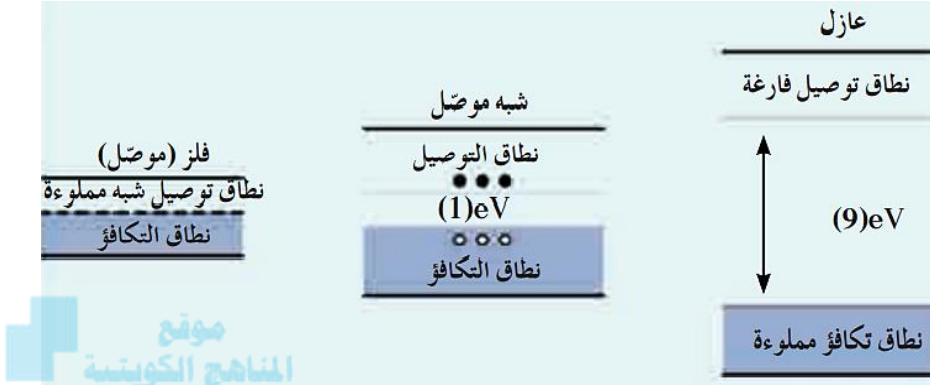 عازل
نطاق توصيل فارغة
(9)eV
نطاق تكافؤ مملوءة
شبه موصّل
نطاق التوصيل
(1)eV
نطاق التكافؤ
فلز (موصّل)
نطاق توصيل شبه مملوءة
نطاق التكافؤ
موقع
المناهج الكويتية